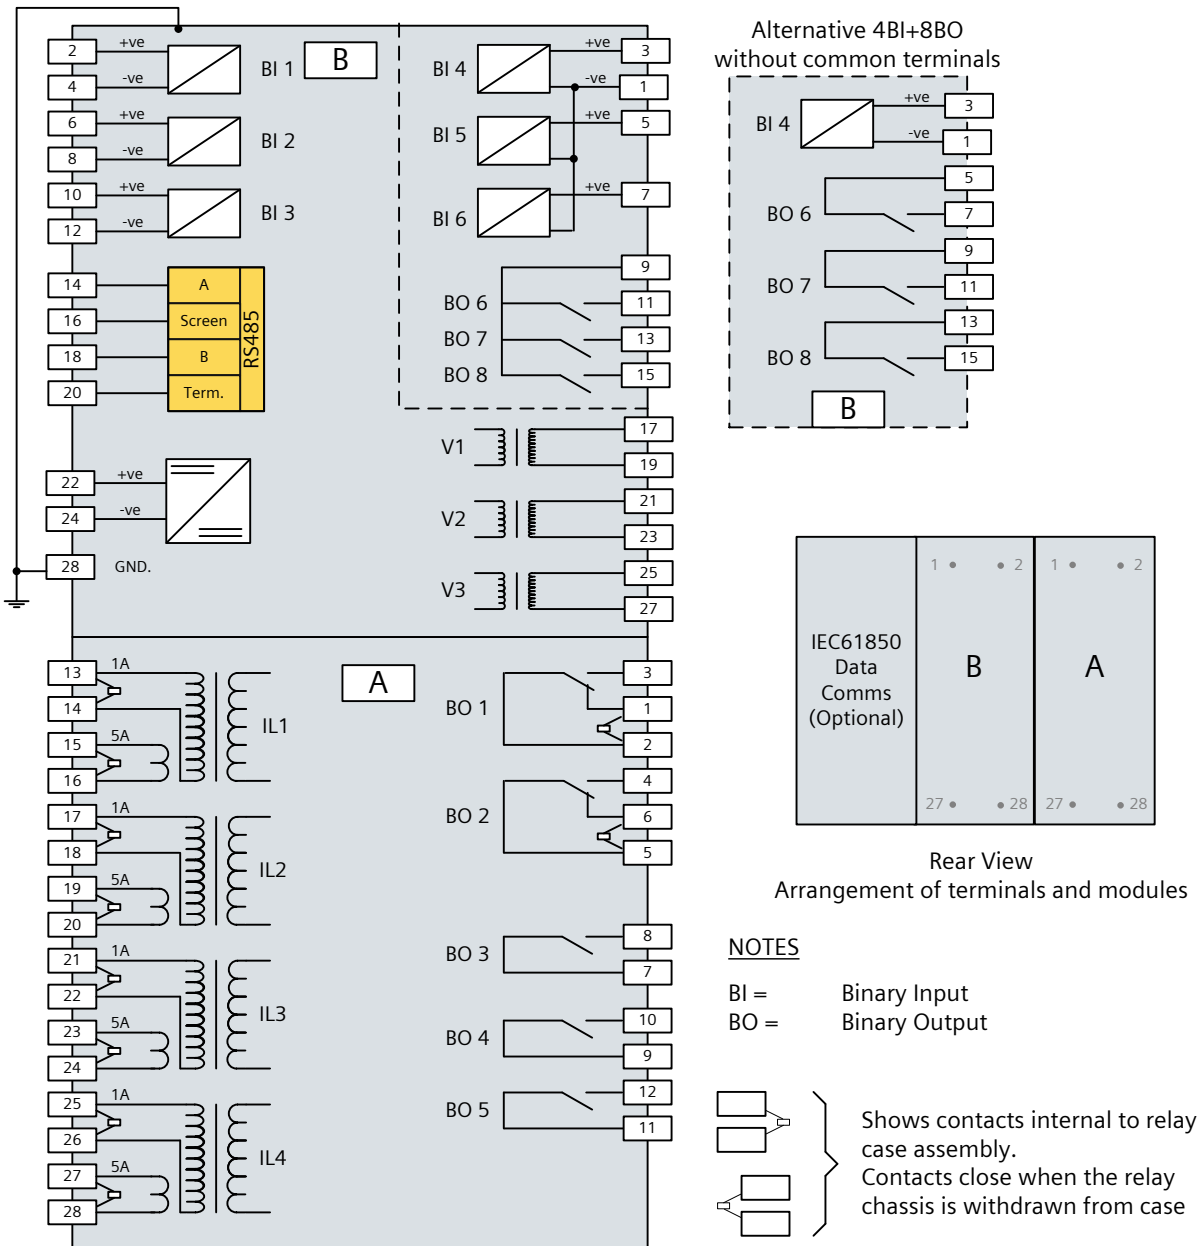 2 +ve
BI 1
B
4 -ve
6 +ve
BI 2
8 -ve
10 +ve
BI 3
12 -ve
14 A
16 Screen
18 B
20 Term.
RS485
22 +ve
24 -ve
28 GND.
BI 4 +ve 3
-ve 1
BI 5 +ve 5
BI 6 +ve 7
9
BO 6 11
BO 7 13
BO 8 15
V1 17
19
V2 21
23
V3 25
27
A
13 1A
14
IL1
15 5A
16
17 1A
18
IL2
19 5A
20
21 1A
22
IL3
23 5A
24
25 1A
26
IL4
27 5A
28
BO 1 3
1
2
BO 2 4
6
5
BO 3 8
7
BO 4 10
9
BO 5 12
11
Alternative 4BI+8BO
without common terminals
BI 4 +ve 3
-ve 1
5
BO 6 7
9
BO 7 11
13
BO 8 15
B
IEC61850
Data
Comms
(Optional)
1 2
B
27 28
1 2
A
27 28
Rear View
Arrangement of terminals and modules
NOTES
BI = Binary Input
BO = Binary Output
Shows contacts internal to relay
case assembly.
Contacts close when the relay
chassis is withdrawn from case